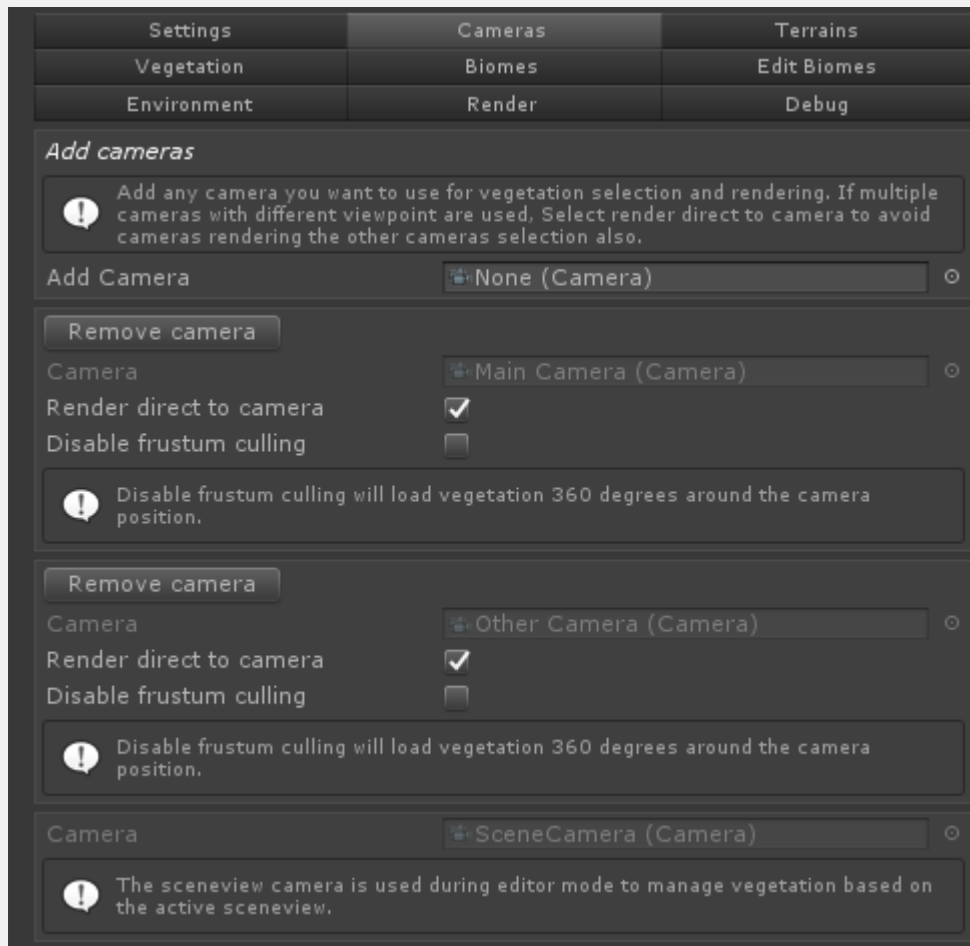 Settings Cameras Terrains
Vegetation Biomes Edit Biomes
Environment Render Debug
Add cameras
Add any camera you want to use for vegetation selection and rendering. If multiple
cameras with different viewpoint are used, Select render direct to camera to avoid
cameras rendering the other cameras selection also.
Add Camera None (Camera)
Remove camera
Camera Main Camera (Camera)
Render direct to camera
Disable frustum culling
Disable frustum culling will load vegetation 360 degrees around the camera
position.
Remove camera
Camera Other Camera (Camera)
Render direct to camera
Disable frustum culling
Disable frustum culling will load vegetation 360 degrees around the camera
position.
Camera SceneCamera (Camera)
The sceneview camera is used during editor mode to manage vegetation based on
the active sceneview.